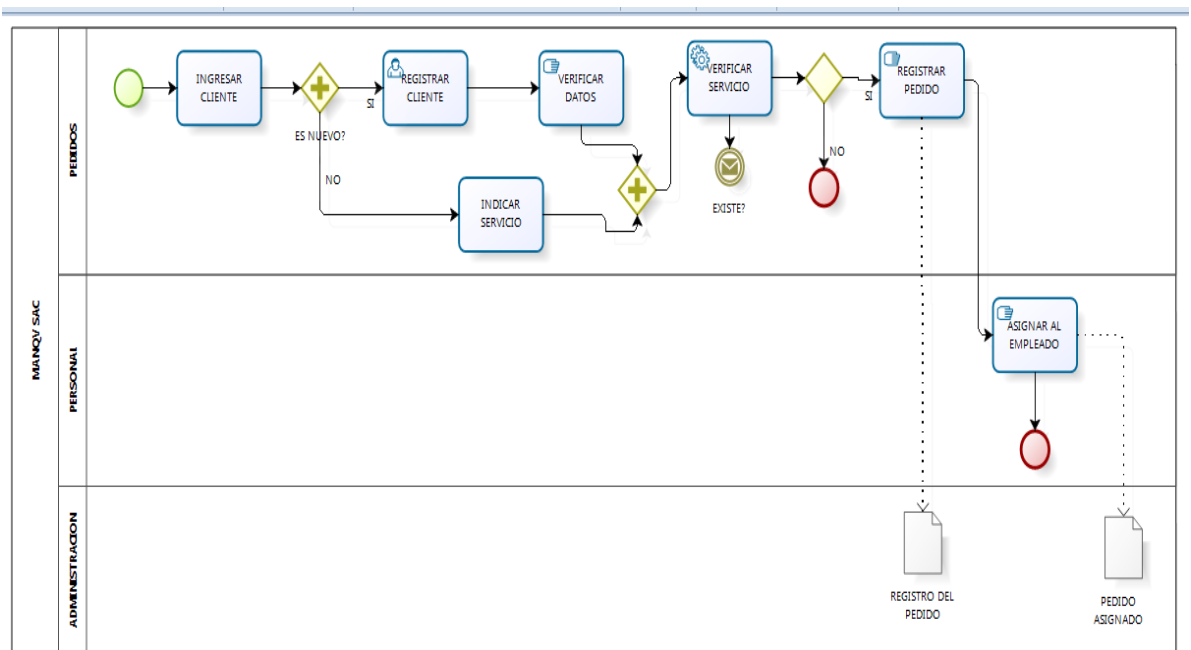 MANQV SAC
PEDIDOS
INGRESAR
CLIENTE
ES NUEVO?
SI
NO
REGISTRAR
CLIENTE
VERIFICAR
DATOS
INDICAR
SERVICIO
VERIFICAR
SERVICIO
EXISTE?
SI
NO
REGISTRAR
PEDIDO
PERSONAL
ASIGNAR AL
EMPLEADO
ADMINISTRACION
REGISTRO DEL
PEDIDO
PEDIDO
ASIGNADO